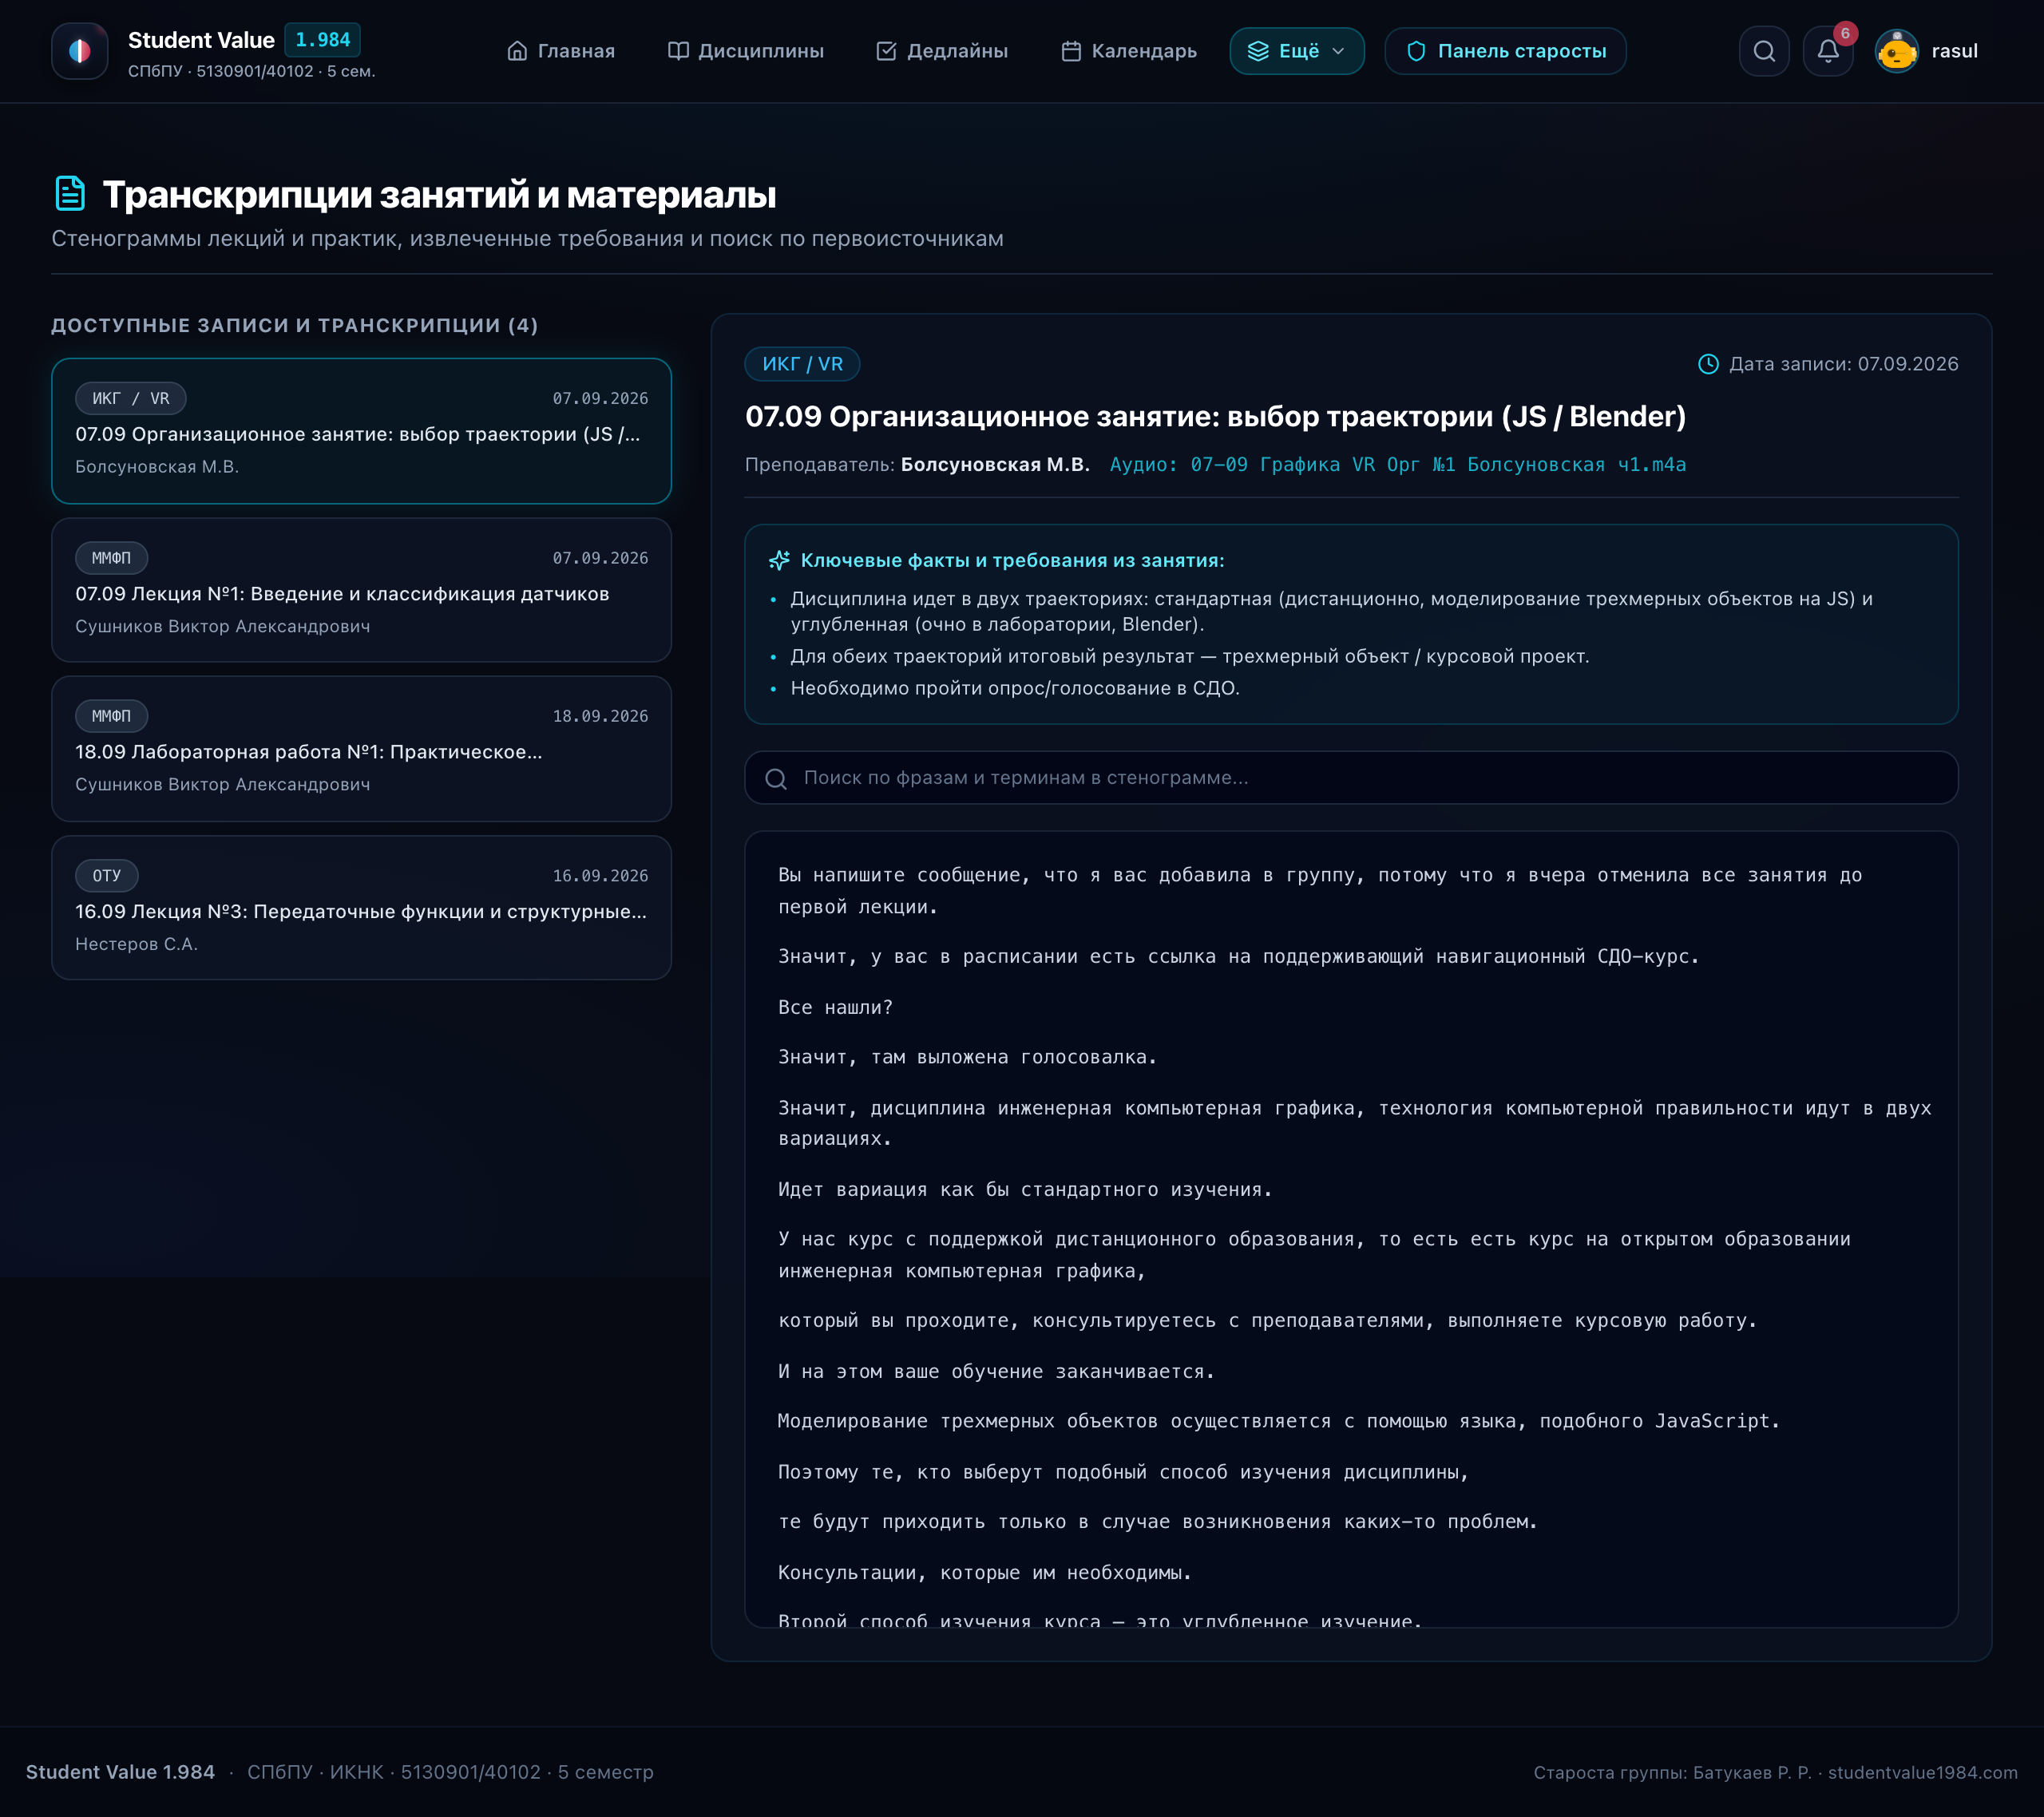 Student Value 1.984
СПбПУ · 5130901/40102 · 5 сем.
Главная
Дисциплины
Дедлайны
Календарь
Ещё
Панель старосты
6
rasul
Транскрипции занятий и материалы
Стенограммы лекций и практик, извлеченные требования и поиск по первоисточникам
ДОСТУПНЫЕ ЗАПИСИ И ТРАНСКРИПЦИИ (4)
ИКГ / VR 07.09.2026
07.09 Организационное занятие: выбор траектории (JS /...
Болсуновская М.В.
ММФП 07.09.2026
07.09 Лекция №1: Введение и классификация датчиков
Сушников Виктор Александрович
ММФП 18.09.2026
18.09 Лабораторная работа №1: Практическое...
Сушников Виктор Александрович
ОТУ 16.09.2026
16.09 Лекция №3: Передаточные функции и структурные...
Нестеров С.А.
ИКГ / VR
Дата записи: 07.09.2026
07.09 Организационное занятие: выбор траектории (JS / Blender)
Преподаватель: Болсуновская М.В. Аудио: 07-09 Графика VR Орг №1 Болсуновская ч1.m4a
Ключевые факты и требования из занятия:
• Дисциплина идет в двух траекториях: стандартная (дистанционно, моделирование трехмерных объектов на JS) и
углубленная (очно в лаборатории, Blender).
• Для обеих траекторий итоговый результат — трехмерный объект / курсовой проект.
• Необходимо пройти опрос/голосование в СДО.
Поиск по фразам и терминам в стенограмме...
Вы напишите сообщение, что я вас добавила в группу, потому что я вчера отменила все занятия до
первой лекции.
Значит, у вас в расписании есть ссылка на поддерживающий навигационный СДО-курс.
Все нашли?
Значит, там выложена голосовалка.
Значит, дисциплина инженерная компьютерная графика, технология компьютерной правильности идут в двух
вариациях.
Идет вариация как бы стандартного изучения.
У нас курс с поддержкой дистанционного образования, то есть есть курс на открытом образовании
инженерная компьютерная графика,
который вы проходите, консультируетесь с преподавателями, выполняете курсовую работу.
И на этом ваше обучение заканчивается.
Моделирование трехмерных объектов осуществляется с помощью языка, подобного JavaScript.
Поэтому те, кто выберут подобный способ изучения дисциплины,
те будут приходить только в случае возникновения каких-то проблем.
Консультации, которые им необходимы.
Второй способ изучения курса — это углубленное изучение.
Student Value 1.984 · СПбПУ · ИКНК · 5130901/40102 · 5 семестр
Староста группы: Батукаев Р. Р. · studentvalue1984.com